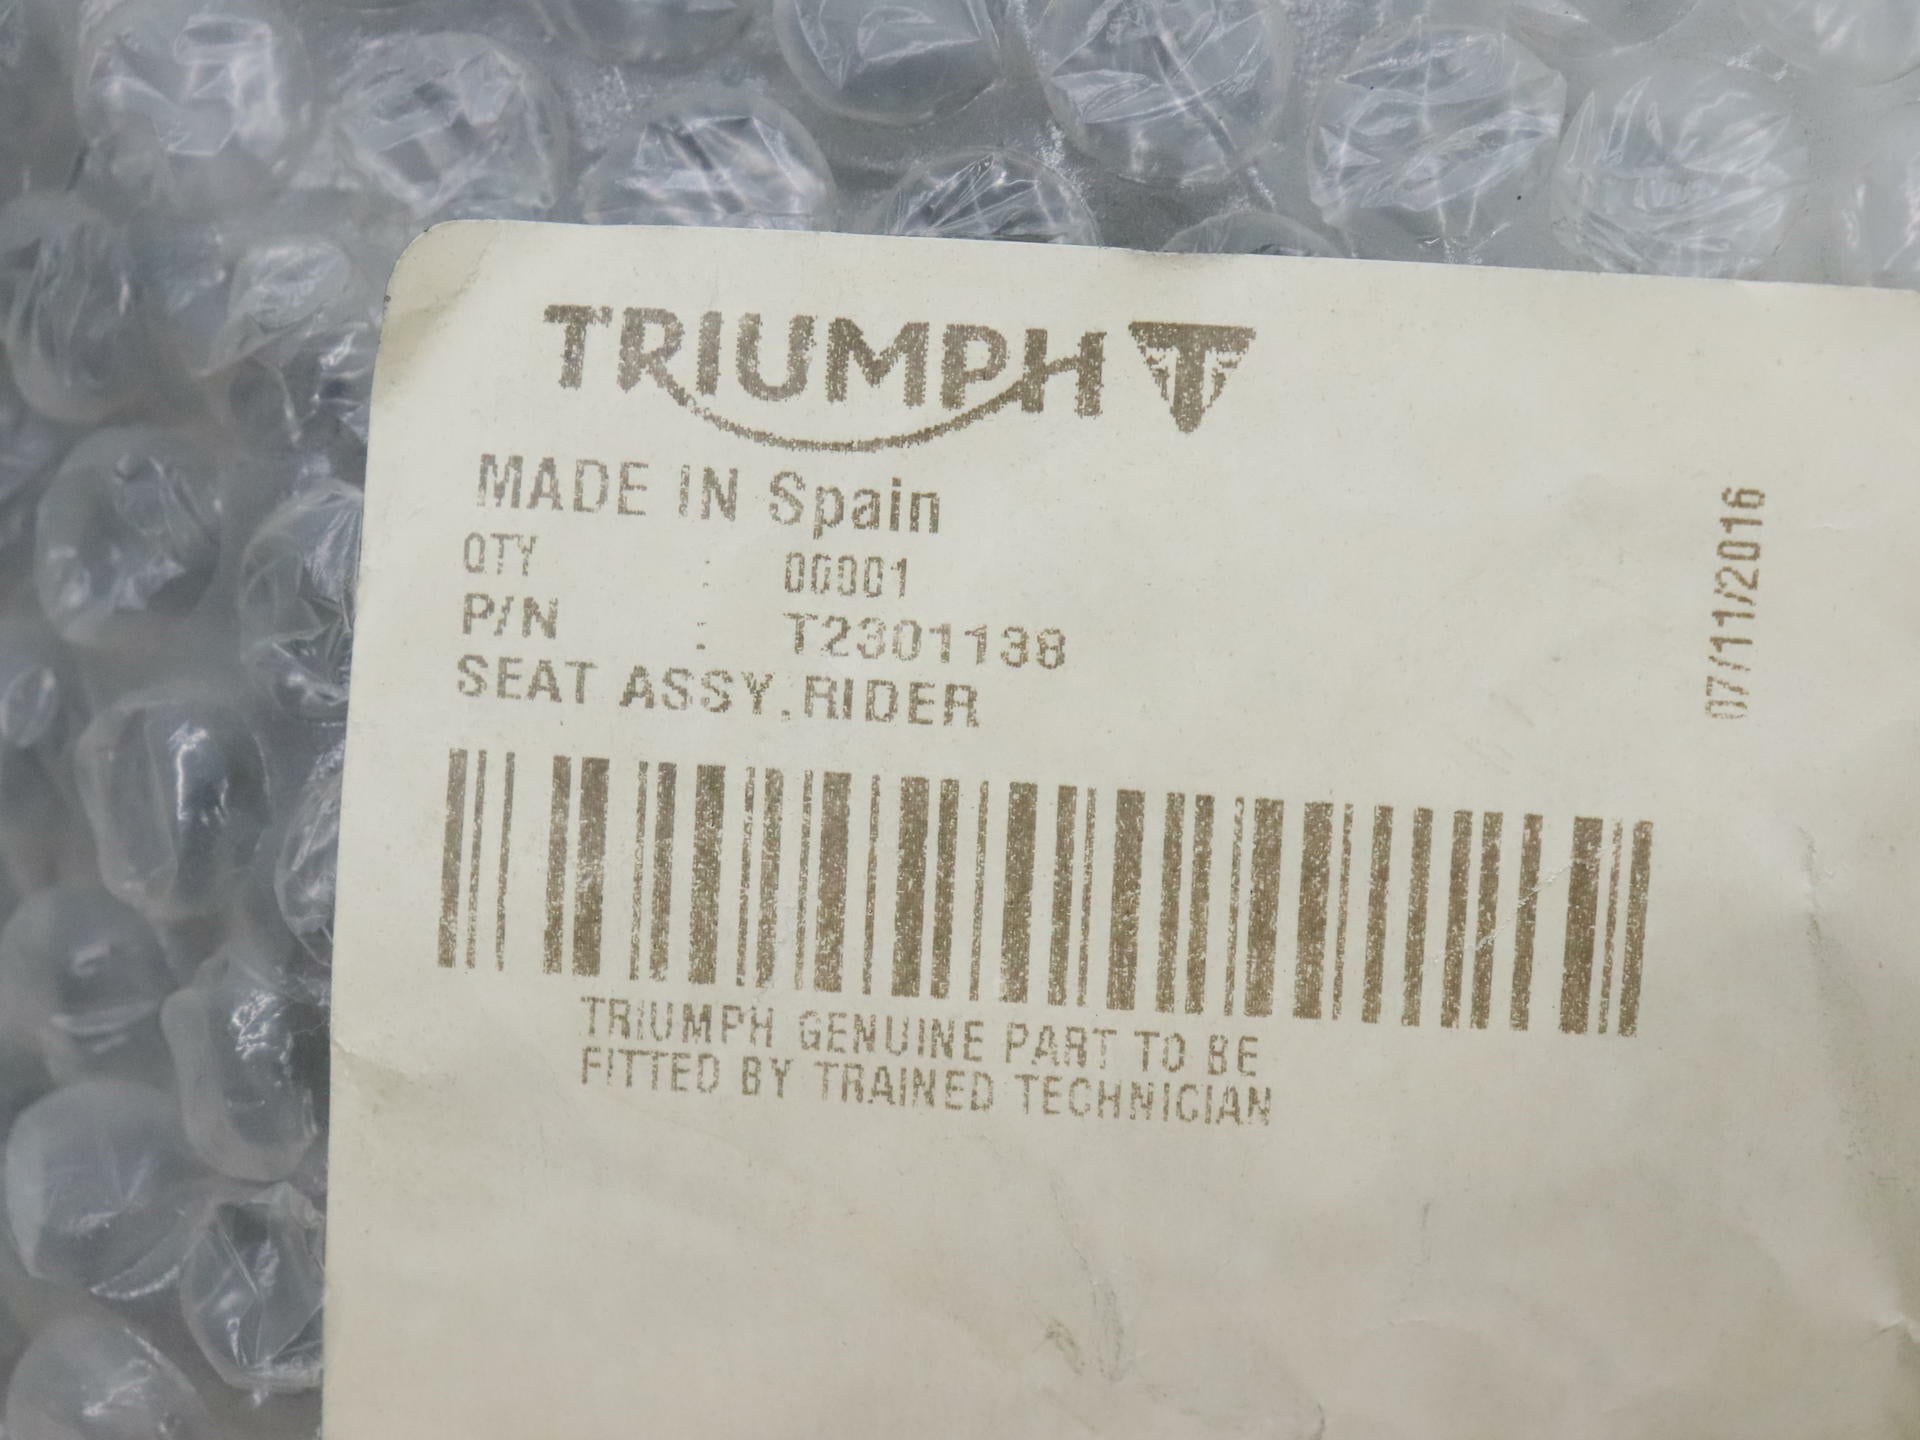 TRIUMPH T
MADE IN Spain
QTY : 00001
P/N : T2301138
SEAT ASSY.RIDER
TRIUMPH GENUINE PART TO BE
FITTED BY TRAINED TECHNICIAN
07/11/2016